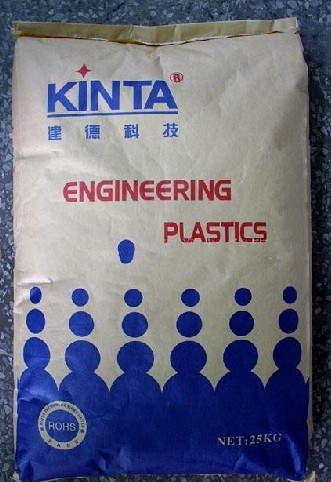 KINTA®
建德科技
ENGINEERING
PLASTICS
ROHS
NET:25KG